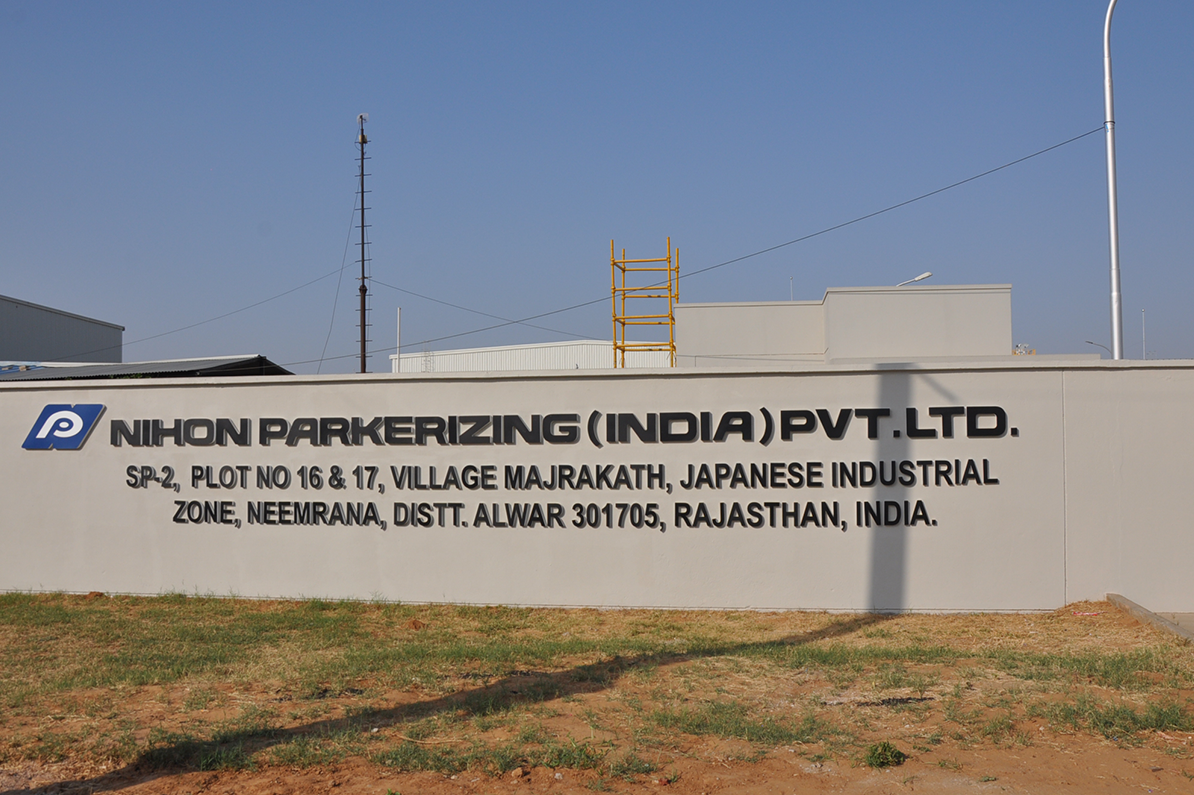 NIHON PARKERIZING (INDIA) PVT. LTD.
SP-2, PLOT NO 16 & 17, VILLAGE MAJRAKATH, JAPANESE INDUSTRIAL
ZONE, NEEMRANA, DISTT. ALWAR 301705, RAJASTHAN, INDIA.